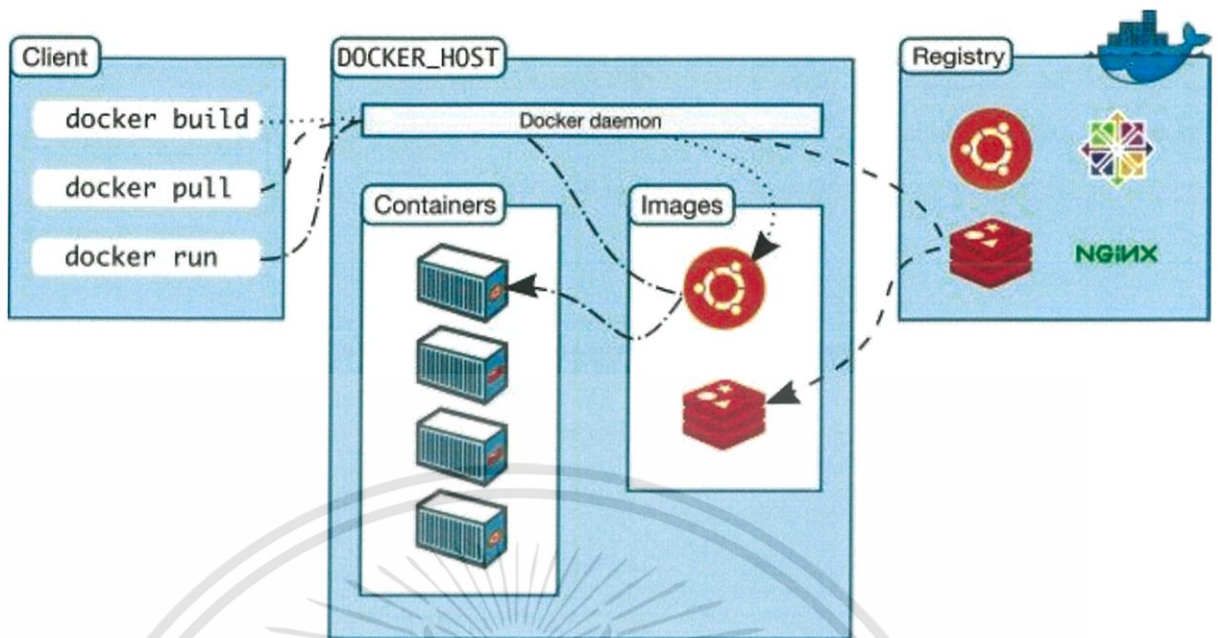 Client
docker build
docker pull
docker run
DOCKER_HOST
Docker daemon
Containers
Images
Registry
NGiNX